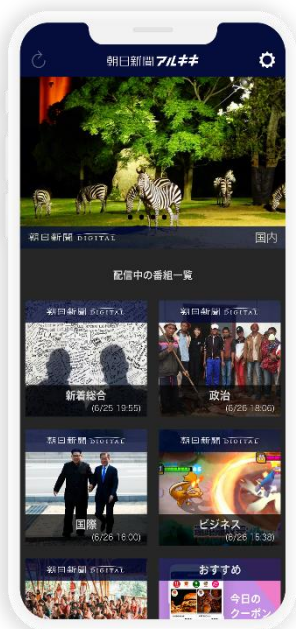 朝日新聞アルキキ
朝日新聞 DIGITAL
国内
配信中の番組一覧
朝日新聞 DIGITAL
新着総合
(6/25 19:55)
朝日新聞 DIGITAL
政治
(6/26 18:06)
朝日新聞 DIGITAL
国際
(6/26 16:00)
朝日新聞 DIGITAL
ビジネス
(6/26 15:38)
朝日新聞 DIGITAL
おすすめ
今日の
クーポン